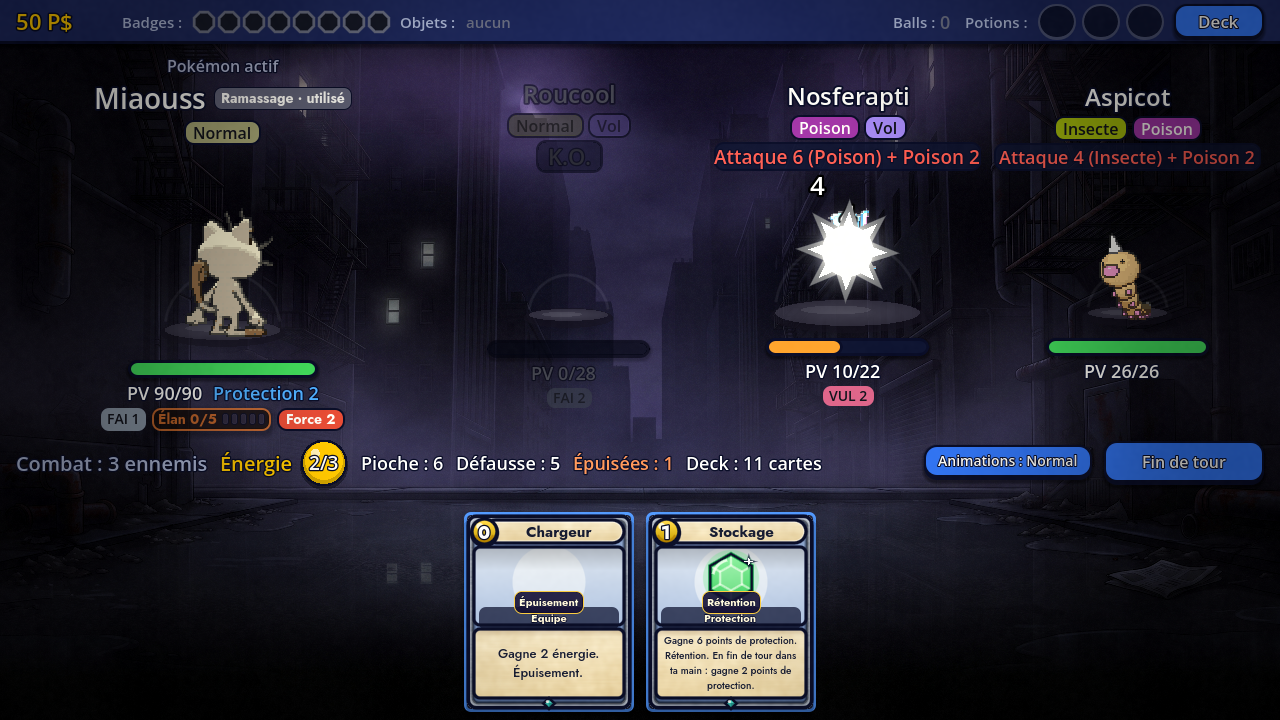 50 P$ Badges : Objets : aucun Balls : 0 Potions : Deck
Pokémon actif
Miaouss Ramassage · utilisé
Normal
Roucool
Normal Vol
K.O.
Nosferapti
Poison Vol
Attaque 6 (Poison) + Poison 2
4
Aspicot
Insecte Poison
Attaque 4 (Insecte) + Poison 2
PV 90/90 Protection 2
FAI 1 Élan 0/5 Force 2
PV 0/28
FAI 2
PV 10/22
VUL 2
PV 26/26
Combat : 3 ennemis Énergie 2/3 Pioche : 6 Défausse : 5 Épuisées : 1 Deck : 11 cartes Animations : Normal Fin de tour
0 Chargeur
Épuisement
Equipe
Gagne 2 énergie.
Épuisement.
1 Stockage
Rétention
Protection
Gagne 6 points de protection.
Rétention. En fin de tour dans
ta main : gagne 2 points de
protection.